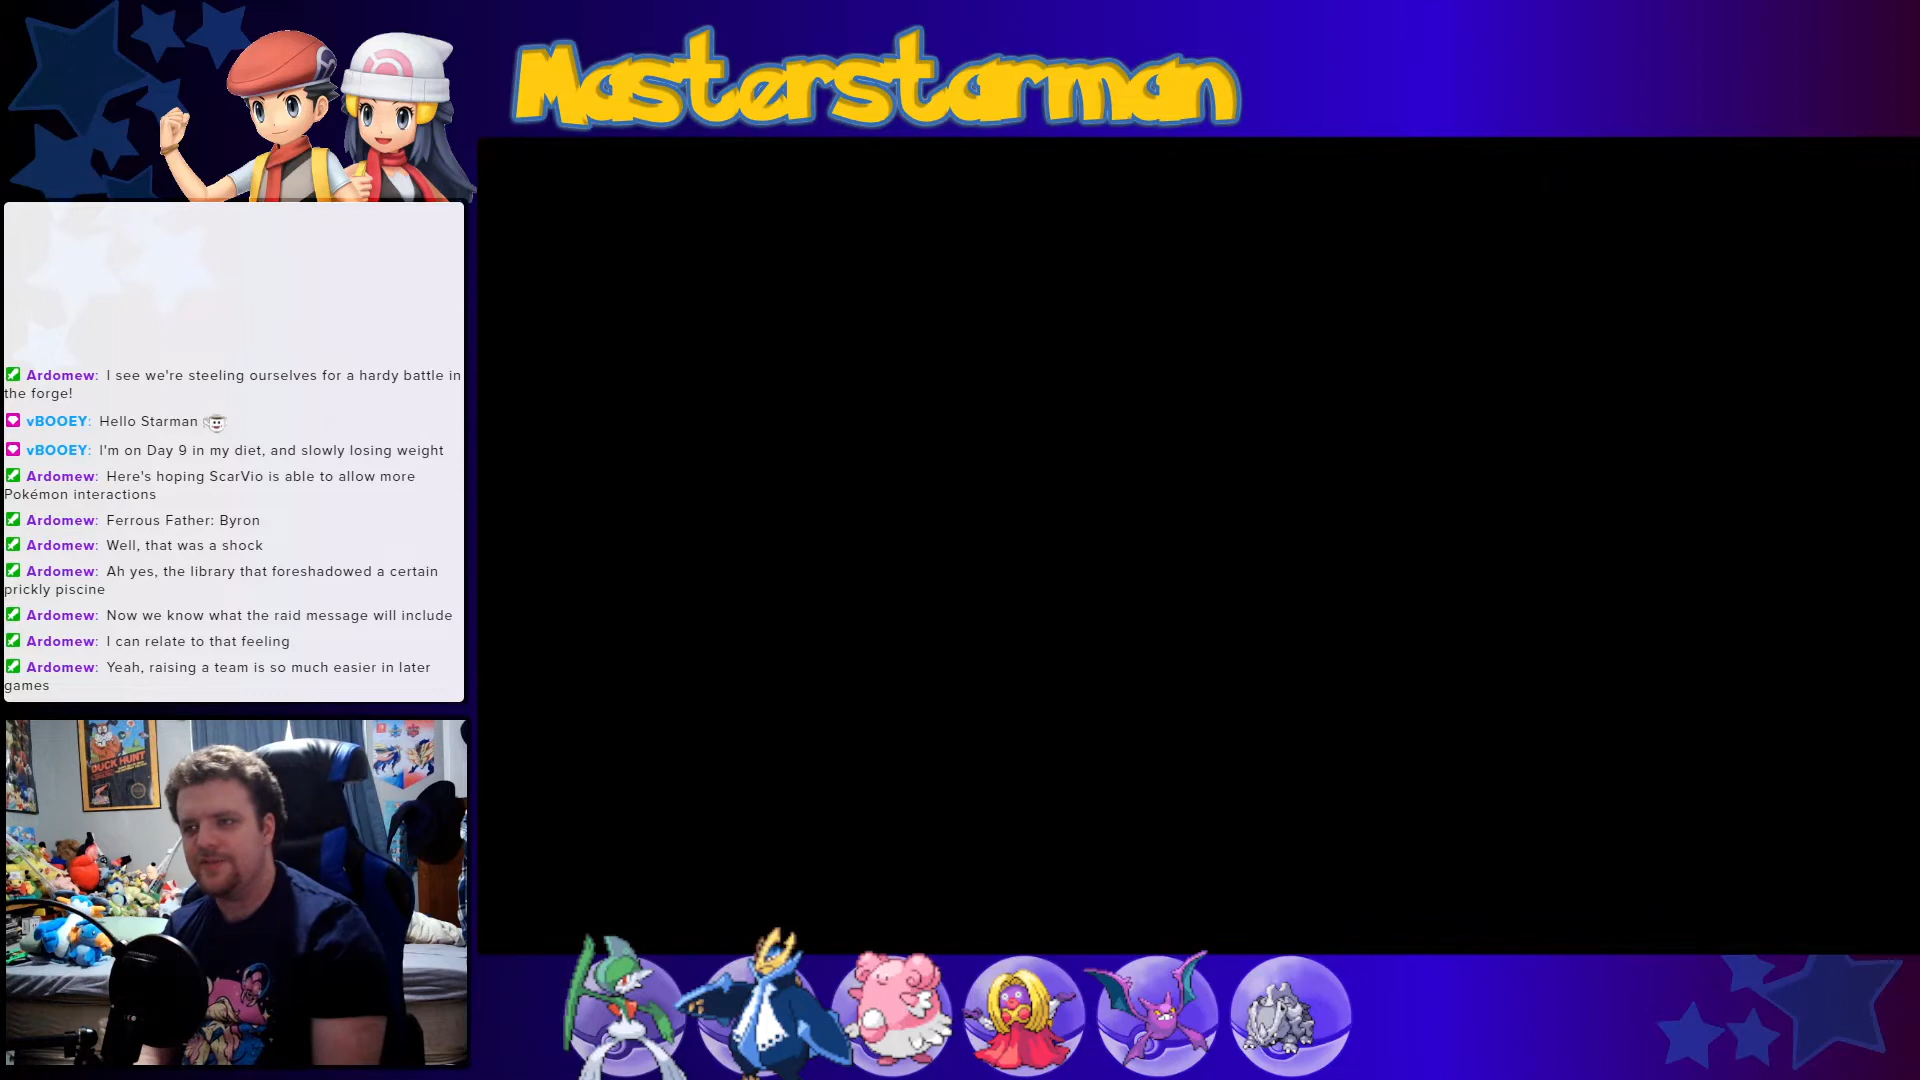 Masterstarman
Ardomew: I see we're steeling ourselves for a hardy battle in
the forge!
vBOOEY: Hello Starman
vBOOEY: I'm on Day 9 in my diet, and slowly losing weight
Ardomew: Here's hoping ScarVio is able to allow more
Pokémon interactions
Ardomew: Ferrous Father: Byron
Ardomew: Well, that was a shock
Ardomew: Ah yes, the library that foreshadowed a certain
prickly piscine
Ardomew: Now we know what the raid message will include
Ardomew: I can relate to that feeling
Ardomew: Yeah, raising a team is so much easier in later
games
DUCK HUNT